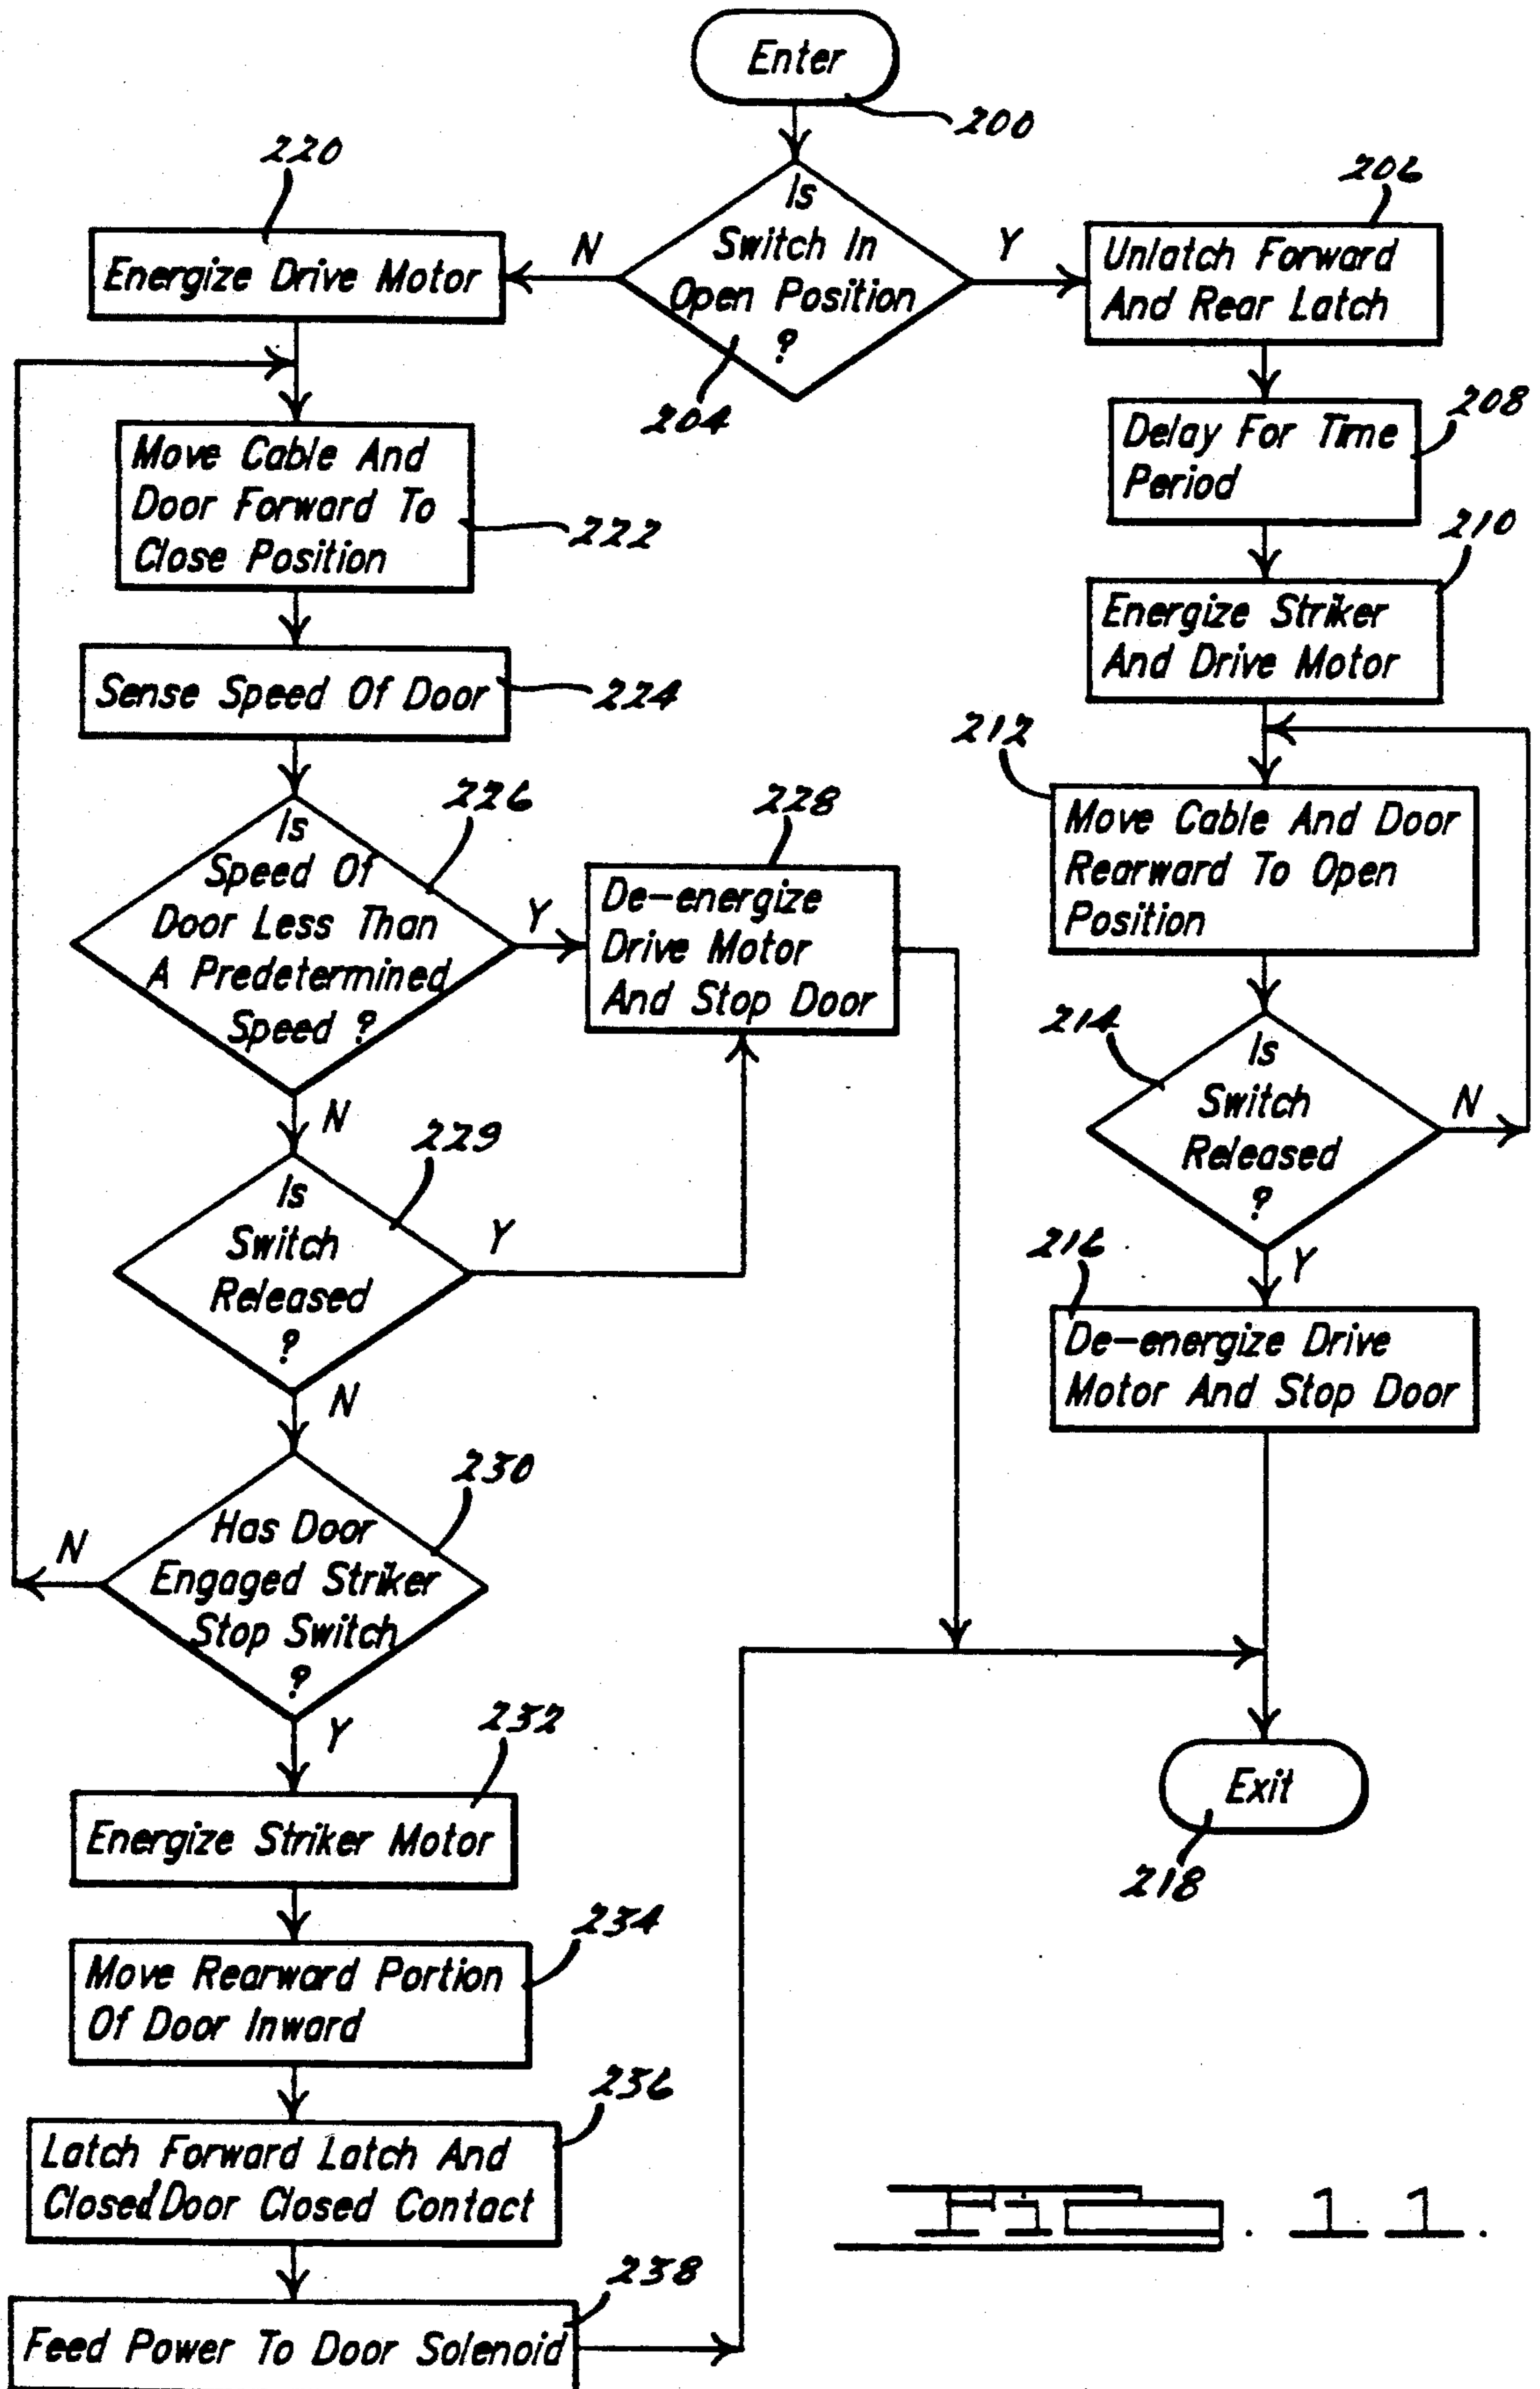 Enter
200
220
206
Is
Switch In
Open Position
?
N
Y
204
Energize Drive Motor
Unlatch Forward
And Rear Latch
208
Delay For Time
Period
Move Cable And
Door Forward To
Close Position
222
210
Energize Striker
And Drive Motor
Sense Speed Of Door
224
212
Move Cable And Door
Rearward To Open
Position
226
Is
Speed Of
Door Less Than
A Predetermined
Speed ?
Y
N
228
De-energize
Drive Motor
And Stop Door
214
Is
Switch
Released
?
N
Y
229
Is
Switch
Released
?
Y
N
216
De-energize Drive
Motor And Stop Door
230
Has Door
Engaged Striker
Stop Switch
?
N
Y
232
Energize Striker Motor
Exit
218
234
Move Rearward Portion
Of Door Inward
236
Latch Forward Latch And
Closed Door Closed Contact
238
Feed Power To Door Solenoid
Fig. 11.